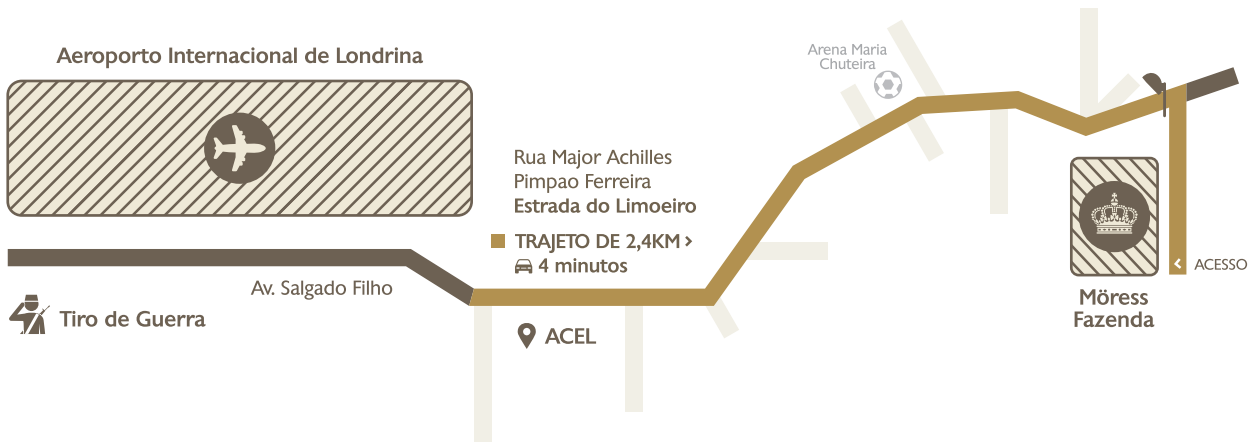 Aeroporto Internacional de Londrina
Arena Maria
Chuteira
Rua Major Achilles
Pimpao Ferreira
Estrada do Limoeiro
TRAJETO DE 2,4KM >
4 minutos
Av. Salgado Filho
Tiro de Guerra
ACEL
< ACESSO
Möress
Fazenda